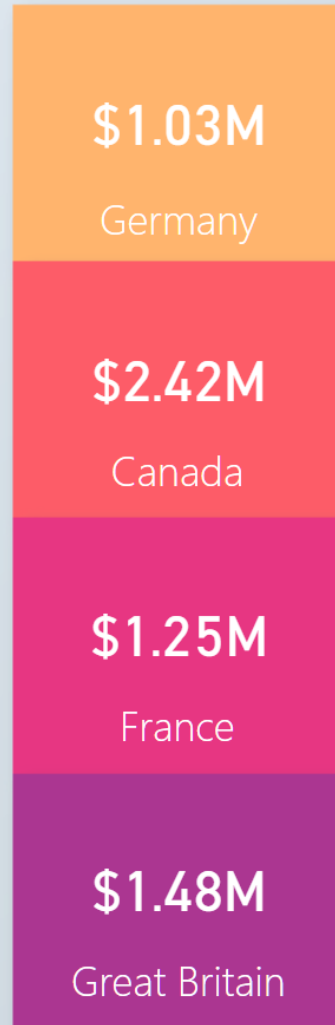 $1.03M
Germany
$2.42M
Canada
$1.25M
France
$1.48M
Great Britain